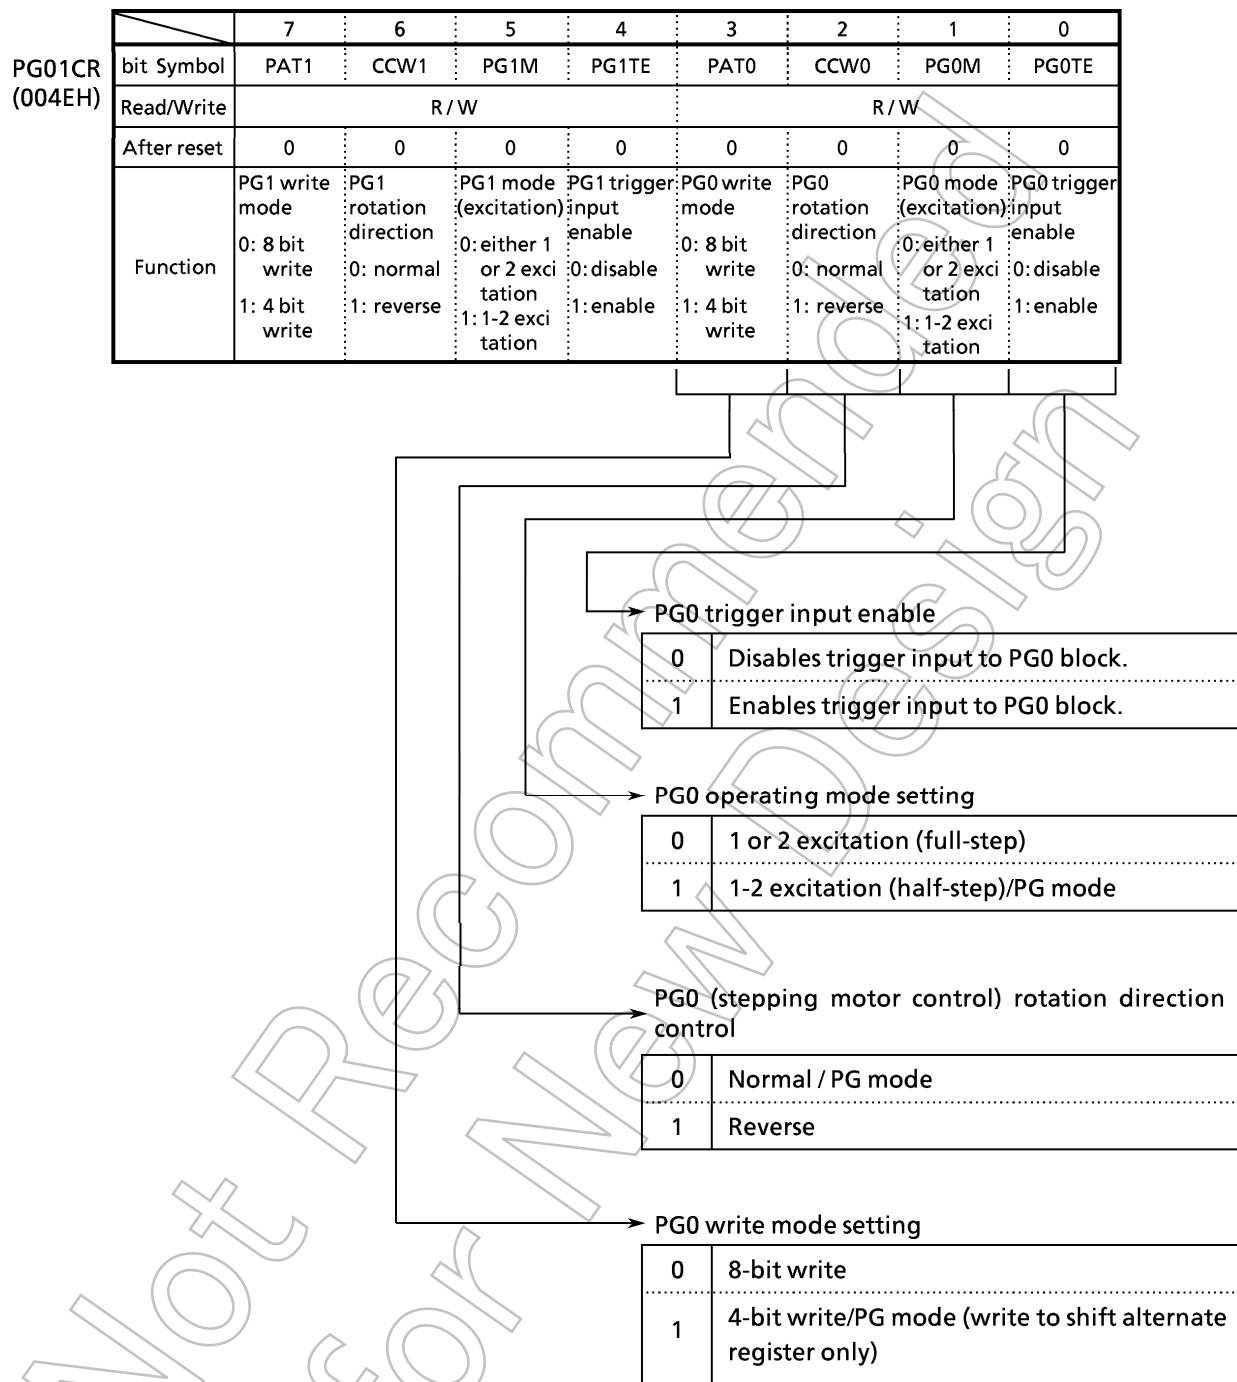 7 6 5 4 3 2 1 0
PG01CR
(004EH)
bit Symbol PAT1 CCW1 PG1M PG1TE PAT0 CCW0 PG0M PG0TE
Read/Write R / W R / W
After reset 0 0 0 0 0 0 0 0
Function
PG1 write
mode
0: 8 bit
write
1: 4 bit
write
PG1
rotation
direction
0: normal
1: reverse
PG1 mode
(excitation)
0: either 1
or 2 exci
tation
1: 1-2 exci
tation
PG1 trigger
input
enable
0: disable
1: enable
PG0 write
mode
0: 8 bit
write
1: 4 bit
write
PG0
rotation
direction
0: normal
1: reverse
PG0 mode
(excitation)
0: either 1
or 2 exci
tation
1: 1-2 exci
tation
PG0 trigger
input
enable
0: disable
1: enable
PG0 trigger input enable
0 Disables trigger input to PG0 block.
1 Enables trigger input to PG0 block.
PG0 operating mode setting
0 1 or 2 excitation (full-step)
1 1-2 excitation (half-step)/PG mode
PG0 (stepping motor control) rotation direction
control
0 Normal / PG mode
1 Reverse
PG0 write mode setting
0 8-bit write
1 4-bit write/PG mode (write to shift alternate
register only)
Not Recommended
for New Design